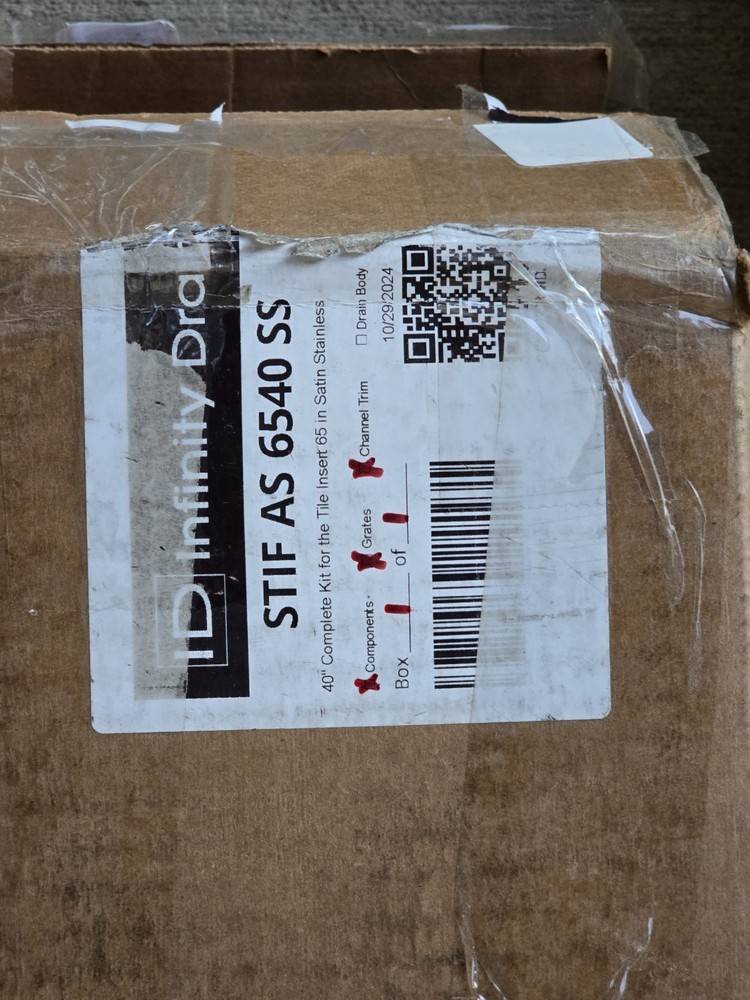 ID Infinity Drai
STIF AS 6540 SS
40" Complete Kit for the Tile Insert 65 in Satin Stainless
Components Grates Channel Trim ☐ Drain Body
Box 1 of 1 10/29/2024